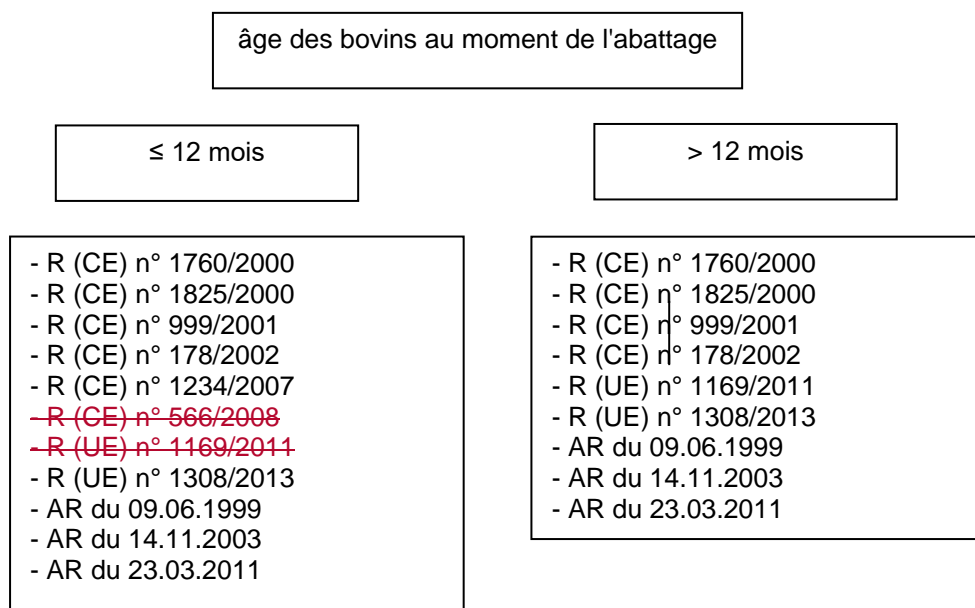 âge des bovins au moment de l'abattage
≤ 12 mois
> 12 mois
- R (CE) n° 1760/2000
- R (CE) n° 1825/2000
- R (CE) n° 999/2001
- R (CE) n° 178/2002
- R (CE) n° 1234/2007
- R (CE) n° 566/2008
- R (UE) n° 1169/2011
- R (UE) n° 1308/2013
- AR du 09.06.1999
- AR du 14.11.2003
- AR du 23.03.2011
- R (CE) n° 1760/2000
- R (CE) n° 1825/2000
- R (CE) n° 999/2001
- R (CE) n° 178/2002
- R (UE) n° 1169/2011
- R (UE) n° 1308/2013
- AR du 09.06.1999
- AR du 14.11.2003
- AR du 23.03.2011